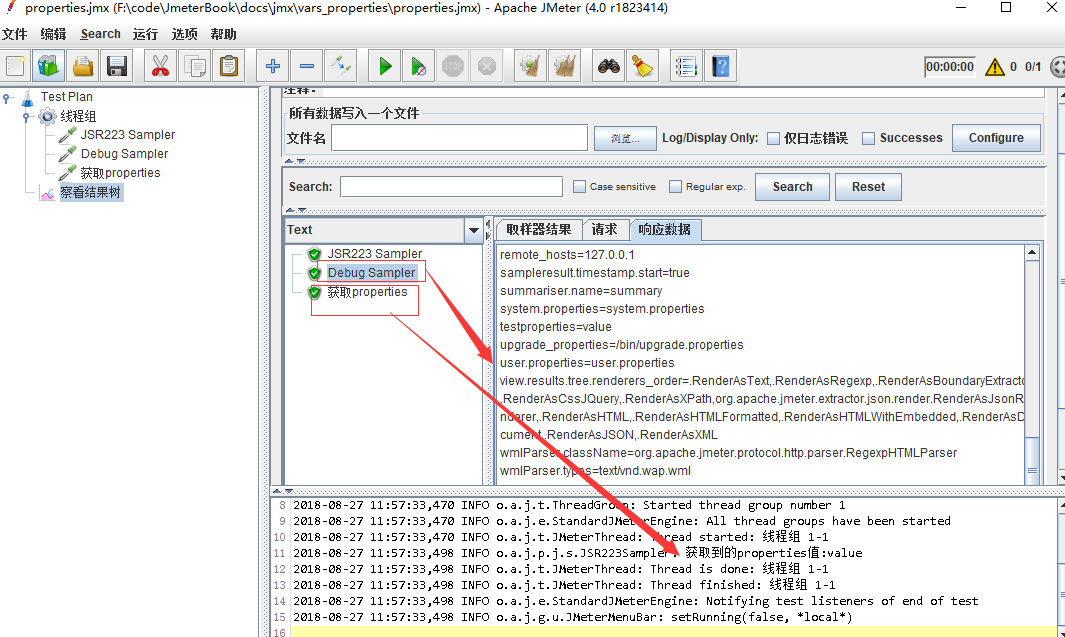 properties.jmx (F:\code\JmeterBook\docs\jmx\vars_properties\properties.jmx) - Apache JMeter (4.0 r1823414)
文件 编辑 Search 运行 选项 帮助
00:00:00 0 0/1
Test Plan
线程组
JSR223 Sampler
Debug Sampler
获取properties
察看结果树
注释:
所有数据写入一个文件
文件名 浏览... Log/Display Only: 仅日志错误 Successes Configure
Search: Case sensitive Regular exp. Search Reset
Text
JSR223 Sampler
Debug Sampler
获取properties
取样器结果 请求 响应数据
remote_hosts=127.0.0.1
sampleresult.timestamp.start=true
summariser.name=summary
system.properties=system.properties
testproperties=value
upgrade_properties=/bin/upgrade.properties
user.properties=user.properties
view.results.tree.renderers_order=.RenderAsText,.RenderAsRegexp,.RenderAsBoundaryExtracto
.RenderAsCssJQuery,.RenderAsXPath,org.apache.jmeter.extractor.json.render.RenderAsJsonR
nderer,.RenderAsHTML,.RenderAsHTMLFormatted,.RenderAsHTMLWithEmbedded,.RenderAsD
cument,.RenderAsJSON,.RenderAsXML
wmlParser.className=org.apache.jmeter.protocol.http.parser.RegexpHTMLParser
wmlParser.types=text/vnd.wap.wml
8 2018-08-27 11:57:33,470 INFO o.a.j.t.ThreadGroup: Started thread group number 1
9 2018-08-27 11:57:33,470 INFO o.a.j.e.StandardJMeterEngine: All thread groups have been started
10 2018-08-27 11:57:33,470 INFO o.a.j.t.JMeterThread: Thread started: 线程组 1-1
11 2018-08-27 11:57:33,498 INFO o.a.j.p.j.s.JSR223Sampler: 获取到的properties值:value
12 2018-08-27 11:57:33,498 INFO o.a.j.t.JMeterThread: Thread is done: 线程组 1-1
13 2018-08-27 11:57:33,498 INFO o.a.j.t.JMeterThread: Thread finished: 线程组 1-1
14 2018-08-27 11:57:33,498 INFO o.a.j.e.StandardJMeterEngine: Notifying test listeners of end of test
15 2018-08-27 11:57:33,498 INFO o.a.j.g.u.JMeterMenuBar: setRunning(false, *local*)
16